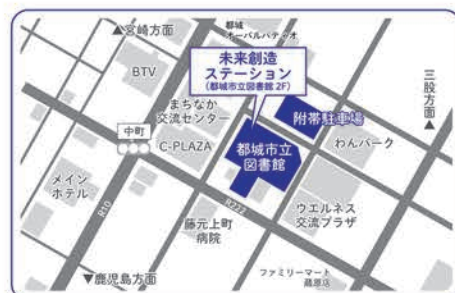 ▲宮崎方面
都城
オーバルパティオ
未来創造
ステーション
(都城市立図書館2F)
三股方面▲
BTV
まちなか
交流センター
附帯駐車場
中町
C-PLAZA
都城市立
図書館
わんパーク
メイン
ホテル
R10
R222
藤元上町
病院
ウエルネス
交流プラザ
▼鹿児島方面
ファミリーマート
蔵原店